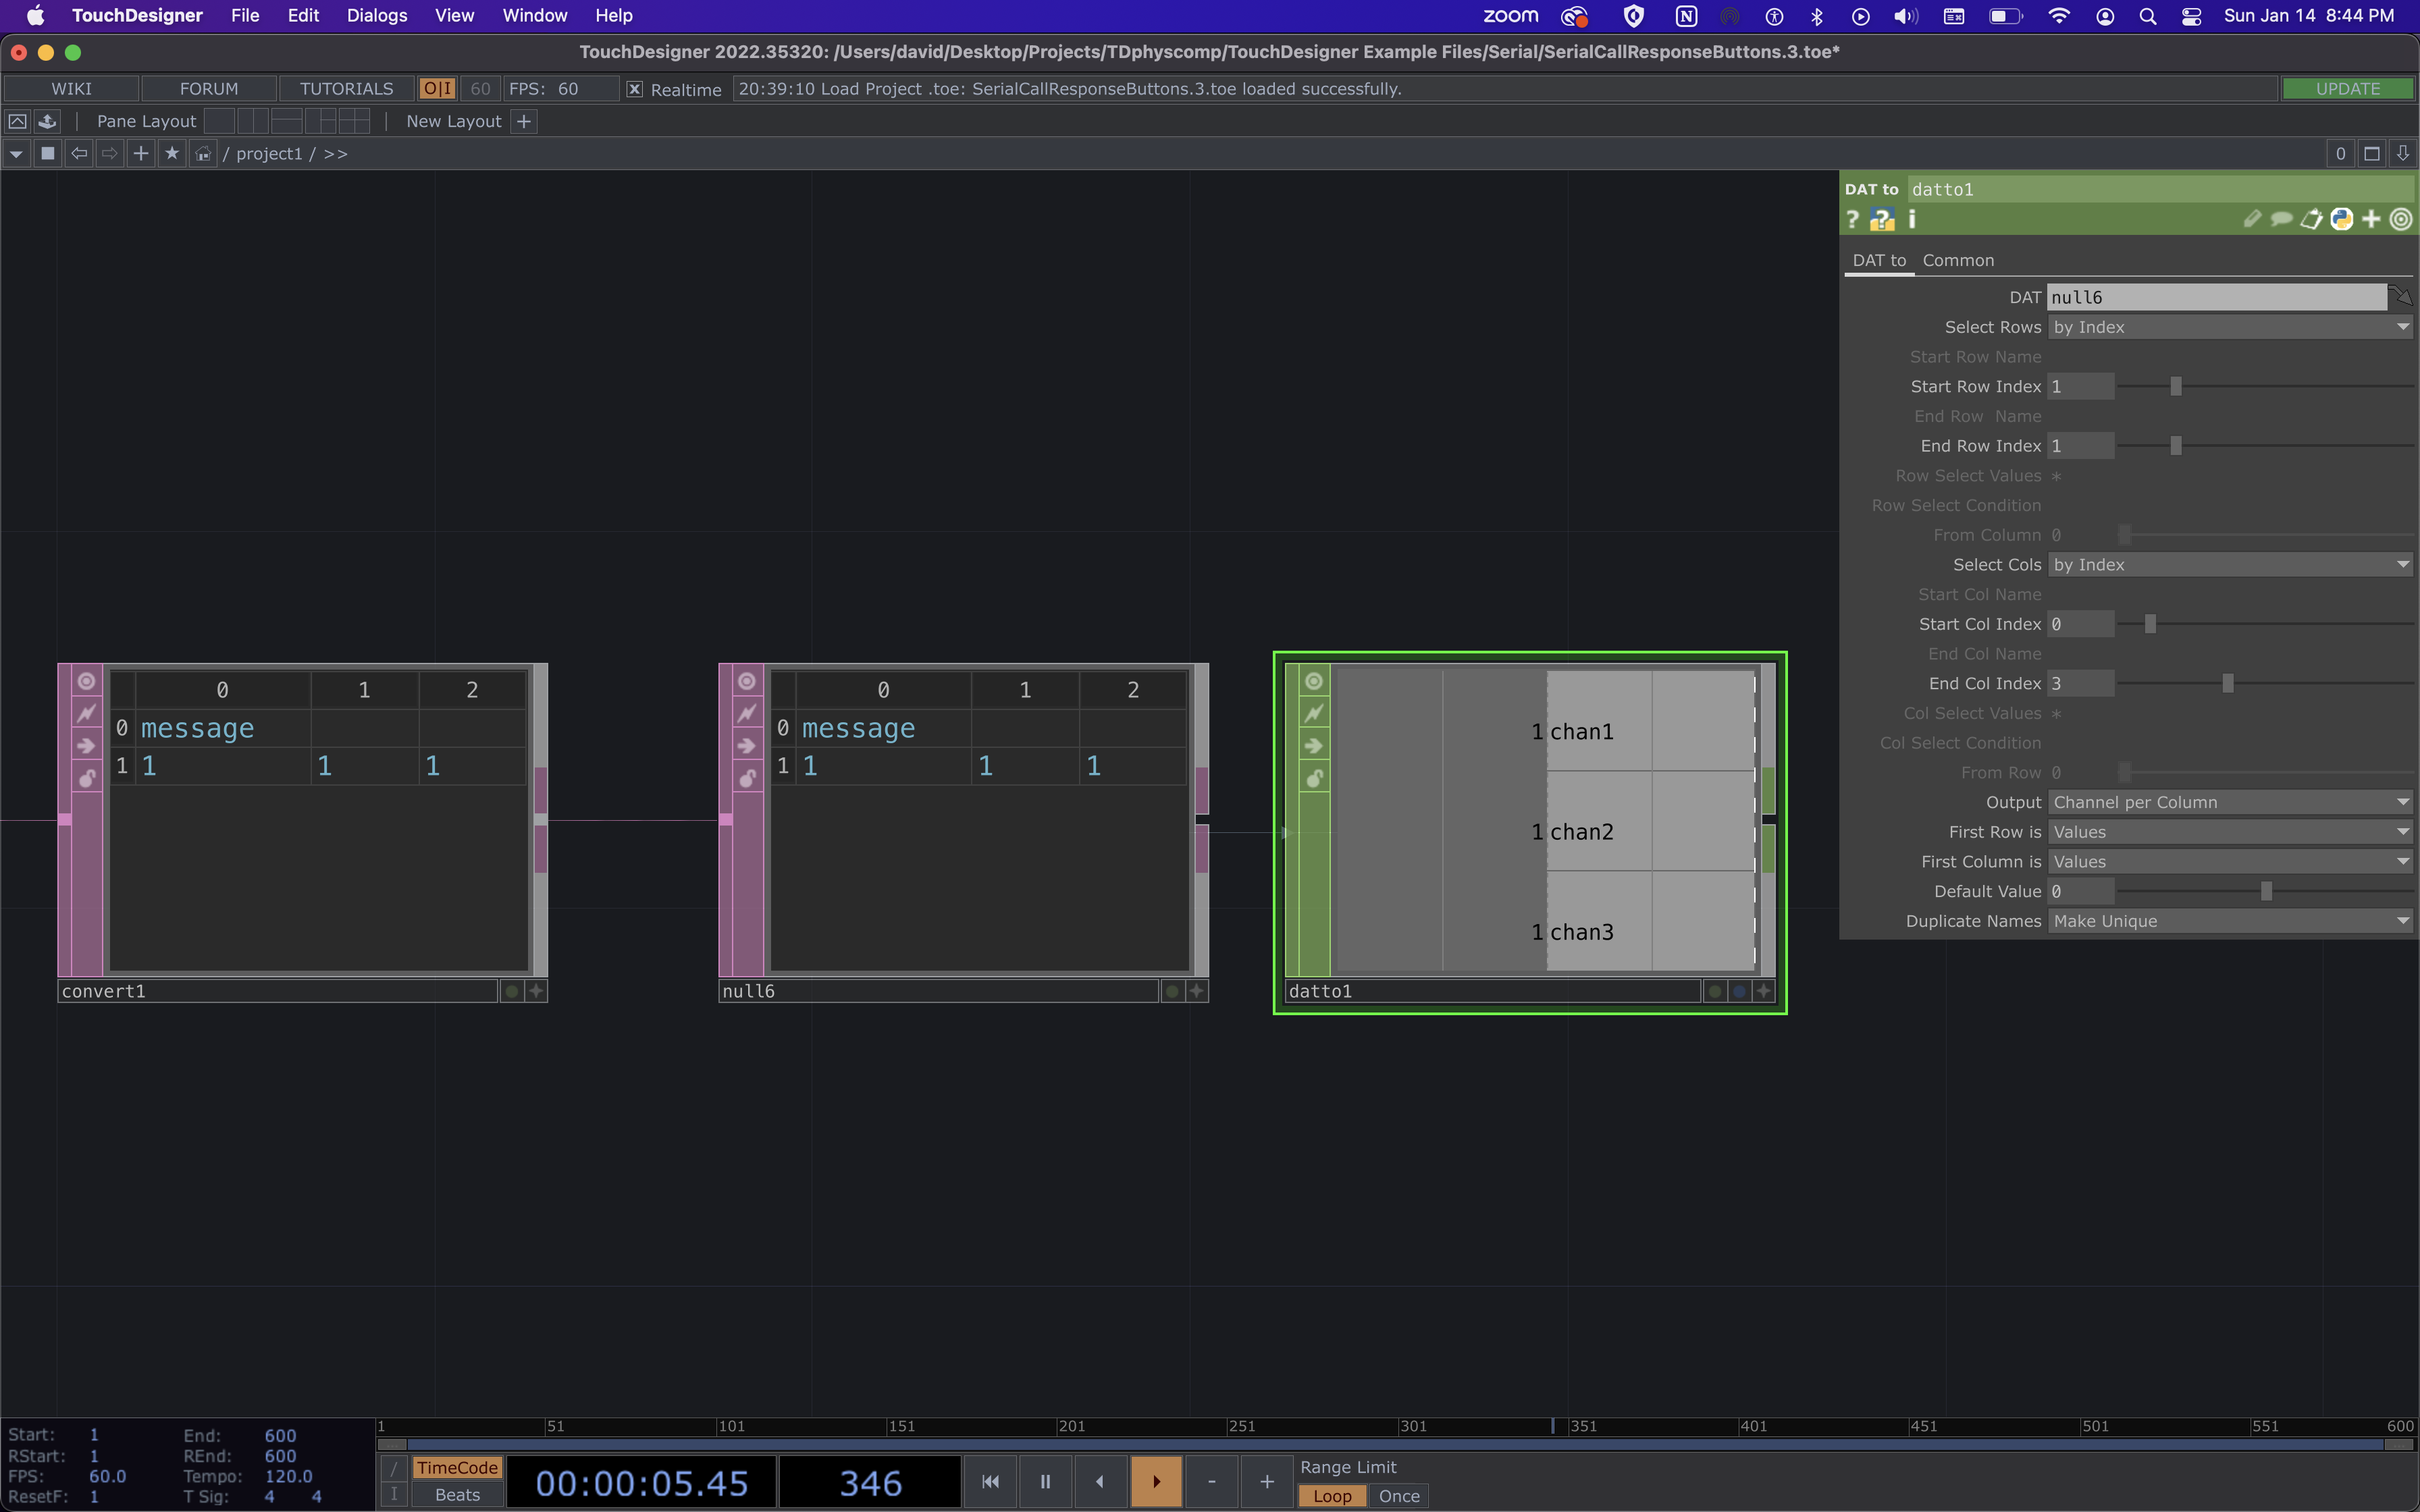 TouchDesigner File Edit Dialogs View Window Help zoom Sun Jan 14 8:44 PM
TouchDesigner 2022.35320: /Users/david/Desktop/Projects/TDphyscomp/TouchDesigner Example Files/Serial/SerialCallResponseButtons.3.toe*
WIKI FORUM TUTORIALS O|I 60 FPS: 60 Realtime 20:39:10 Load Project .toe: SerialCallResponseButtons.3.toe loaded successfully. UPDATE
Pane Layout New Layout +
/ project1 / >> 0
DAT to datto1
? ? i
DAT to Common
DAT null6
Select Rows by Index
Start Row Name
Start Row Index 1
End Row Name
End Row Index 1
Row Select Values *
Row Select Condition
From Column 0
Select Cols by Index
Start Col Name
Start Col Index 0
End Col Name
End Col Index 3
Col Select Values *
Col Select Condition
From Row 0
Output Channel per Column
First Row is Values
First Column is Values
Default Value 0
Duplicate Names Make Unique
0 1 2
0 message
1 1 1 1
convert1
0 1 2
0 message
1 1 1 1
null6
1 chan1
1 chan2
1 chan3
datto1
Start: 1 End: 600
RStart: 1 REnd: 600
FPS: 60.0 Tempo: 120.0
ResetF: 1 T Sig: 4 4
1 51 101 151 201 251 301 351 401 451 501 551 600
/ TimeCode
I Beats
00:00:05.45 346 - +
Range Limit
Loop Once